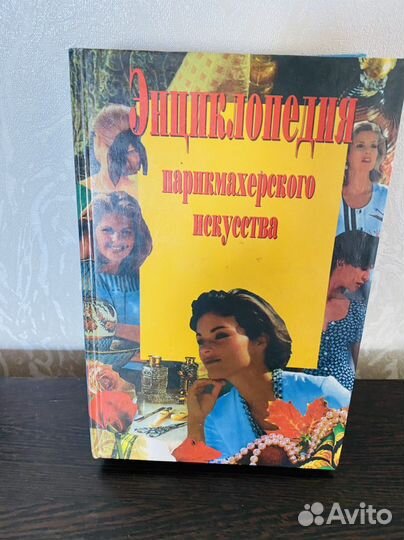 Энциклопедия
парикмахерского
искусства
Avito